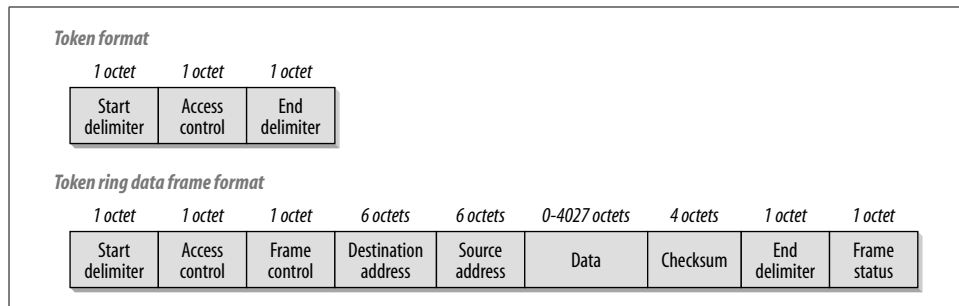 Token format
1 octet 1 octet 1 octet
Start delimiter Access control End delimiter
Token ring data frame format
1 octet 1 octet 1 octet 6 octets 6 octets 0-4027 octets 4 octets 1 octet 1 octet
Start delimiter Access control Frame control Destination address Source address Data Checksum End delimiter Frame status